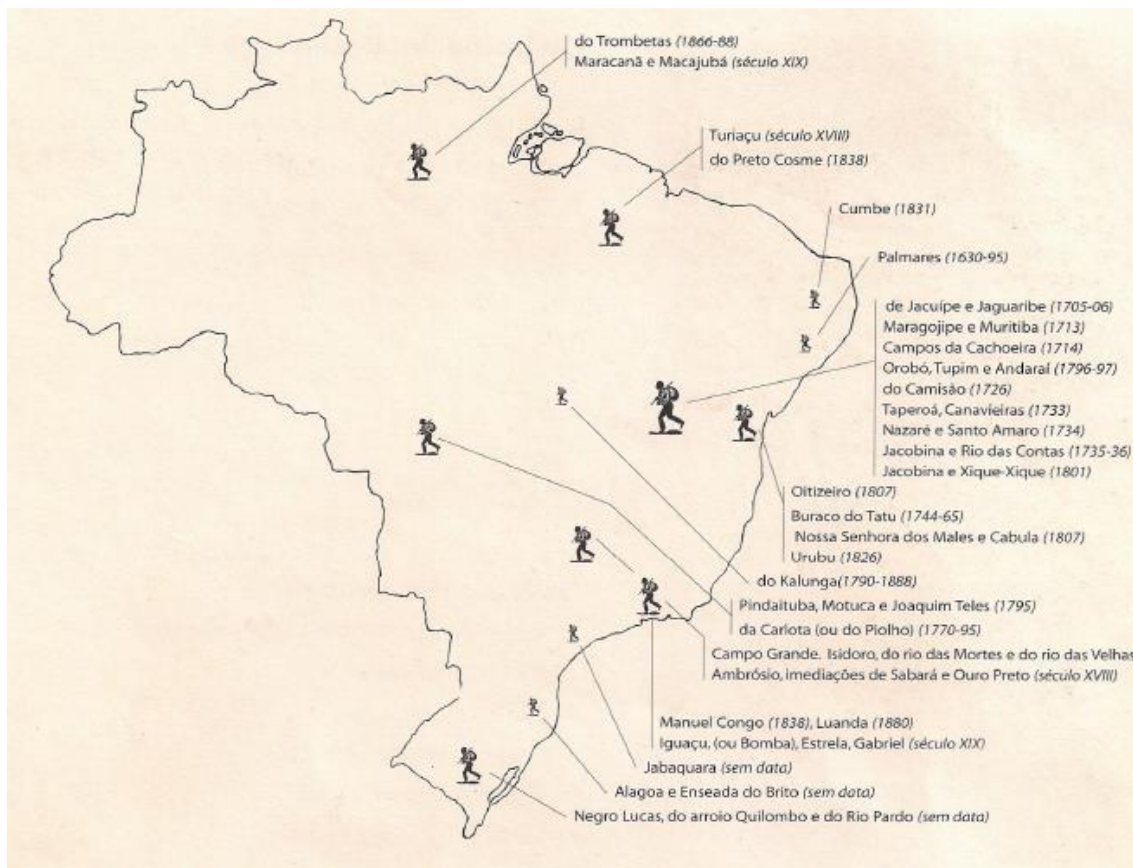 do Trombetas (1866-88)
Maracanã e Macajubá (século XIX)
Turiaçu (século XVIII)
do Preto Cosme (1838)
Cumbe (1831)
Palmares (1630-95)
de Jacuípe e Jaguaribe (1705-06)
Maragojipe e Muritiba (1713)
Campos da Cachoeira (1714)
Orobó, Tupim e Andaraí (1796-97)
do Camisão (1726)
Taperoá, Canavieiras (1733)
Nazaré e Santo Amaro (1734)
Jacobina e Rio das Contas (1735-36)
Jacobina e Xique-Xique (1801)
Oitizeiro (1807)
Buraco do Tatu (1744-65)
Nossa Senhora dos Males e Cabula (1807)
Urubu (1826)
do Kalunga(1790-1888)
Pindaituba, Motuca e Joaquim Teles (1795)
da Carlota (ou do Piolho) (1770-95)
Campo Grande. Isidoro, do rio das Mortes e do rio das Velhas
Ambrósio, imediações de Sabará e Ouro Preto (século XVIII)
Manuel Congo (1838), Luanda (1880)
Iguaçu, (ou Bomba), Estrela, Gabriel (século XIX)
Jabaquara (sem data)
Alagoa e Enseada do Brito (sem data)
Negro Lucas, do arroio Quilombo e do Rio Pardo (sem data)